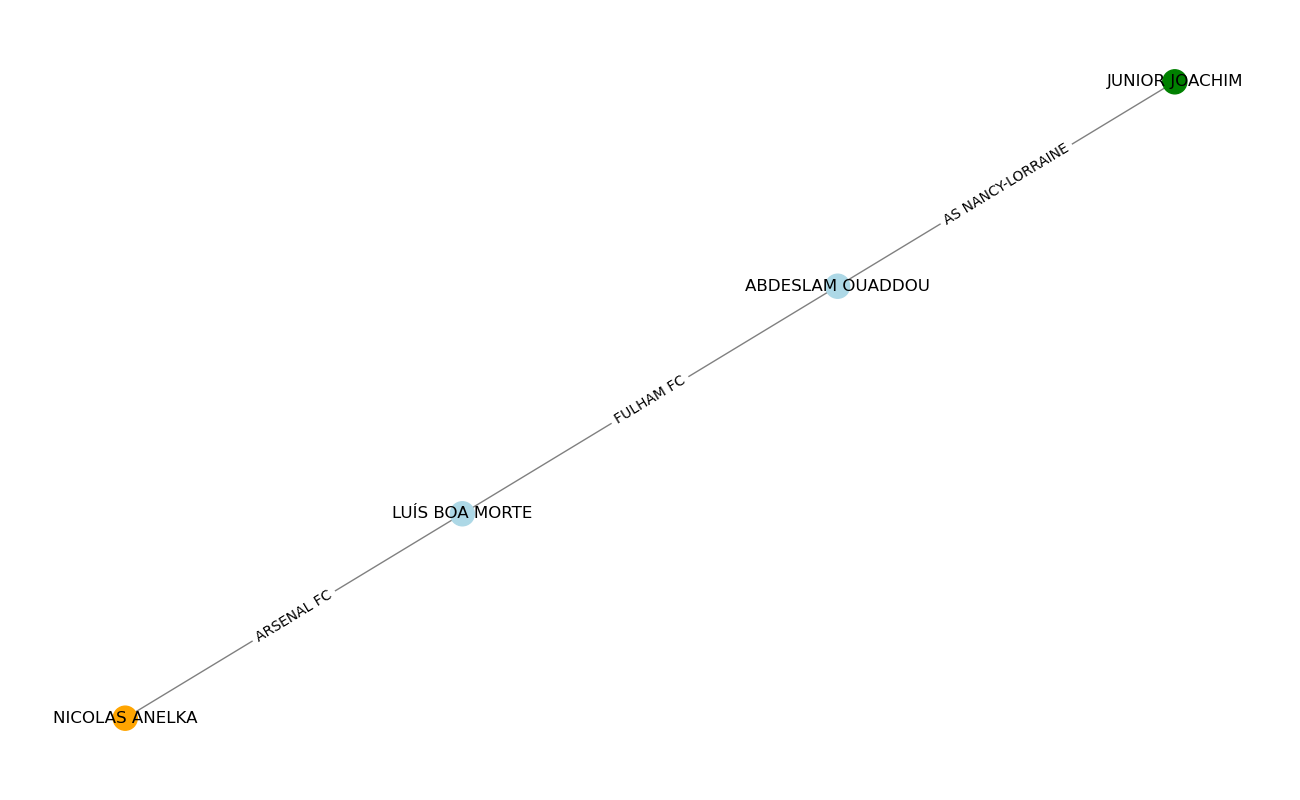 JUNIOR JOACHIM
AS NANCY-LORRAINE
ABDESLAM OUADDOU
FULHAM FC
LUÍS BOA MORTE
ARSENAL FC
NICOLAS ANELKA